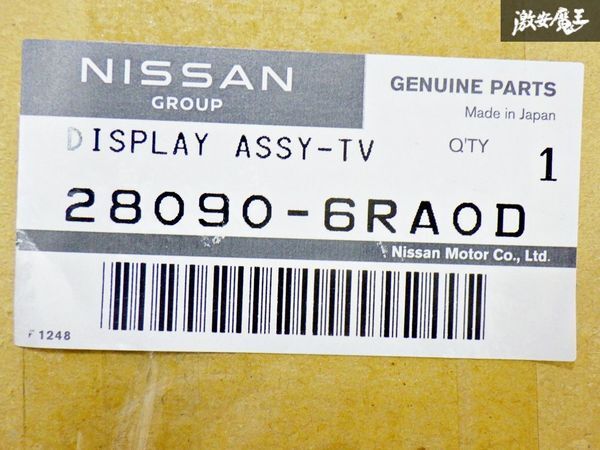 激安魔王
NISSAN
GROUP
GENUINE PARTS
Made in Japan
DISPLAY ASSY-TV
Q'TY 1
28090-6RA0D
Nissan Motor Co., Ltd.
F 1248